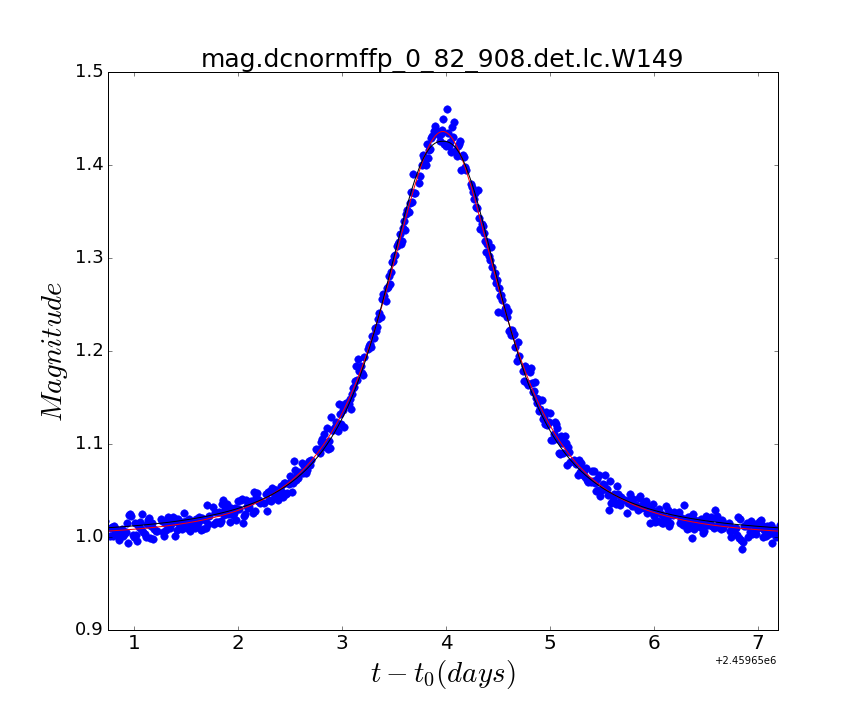 mag.dcnormffp_0_82_908.det.lc.W149
1.5
1.4
1.3
1.2
1.1
1.0
0.9
Magnitude
1 2 3 4 5 6 7
+2.45965e6
t − t₀(days)